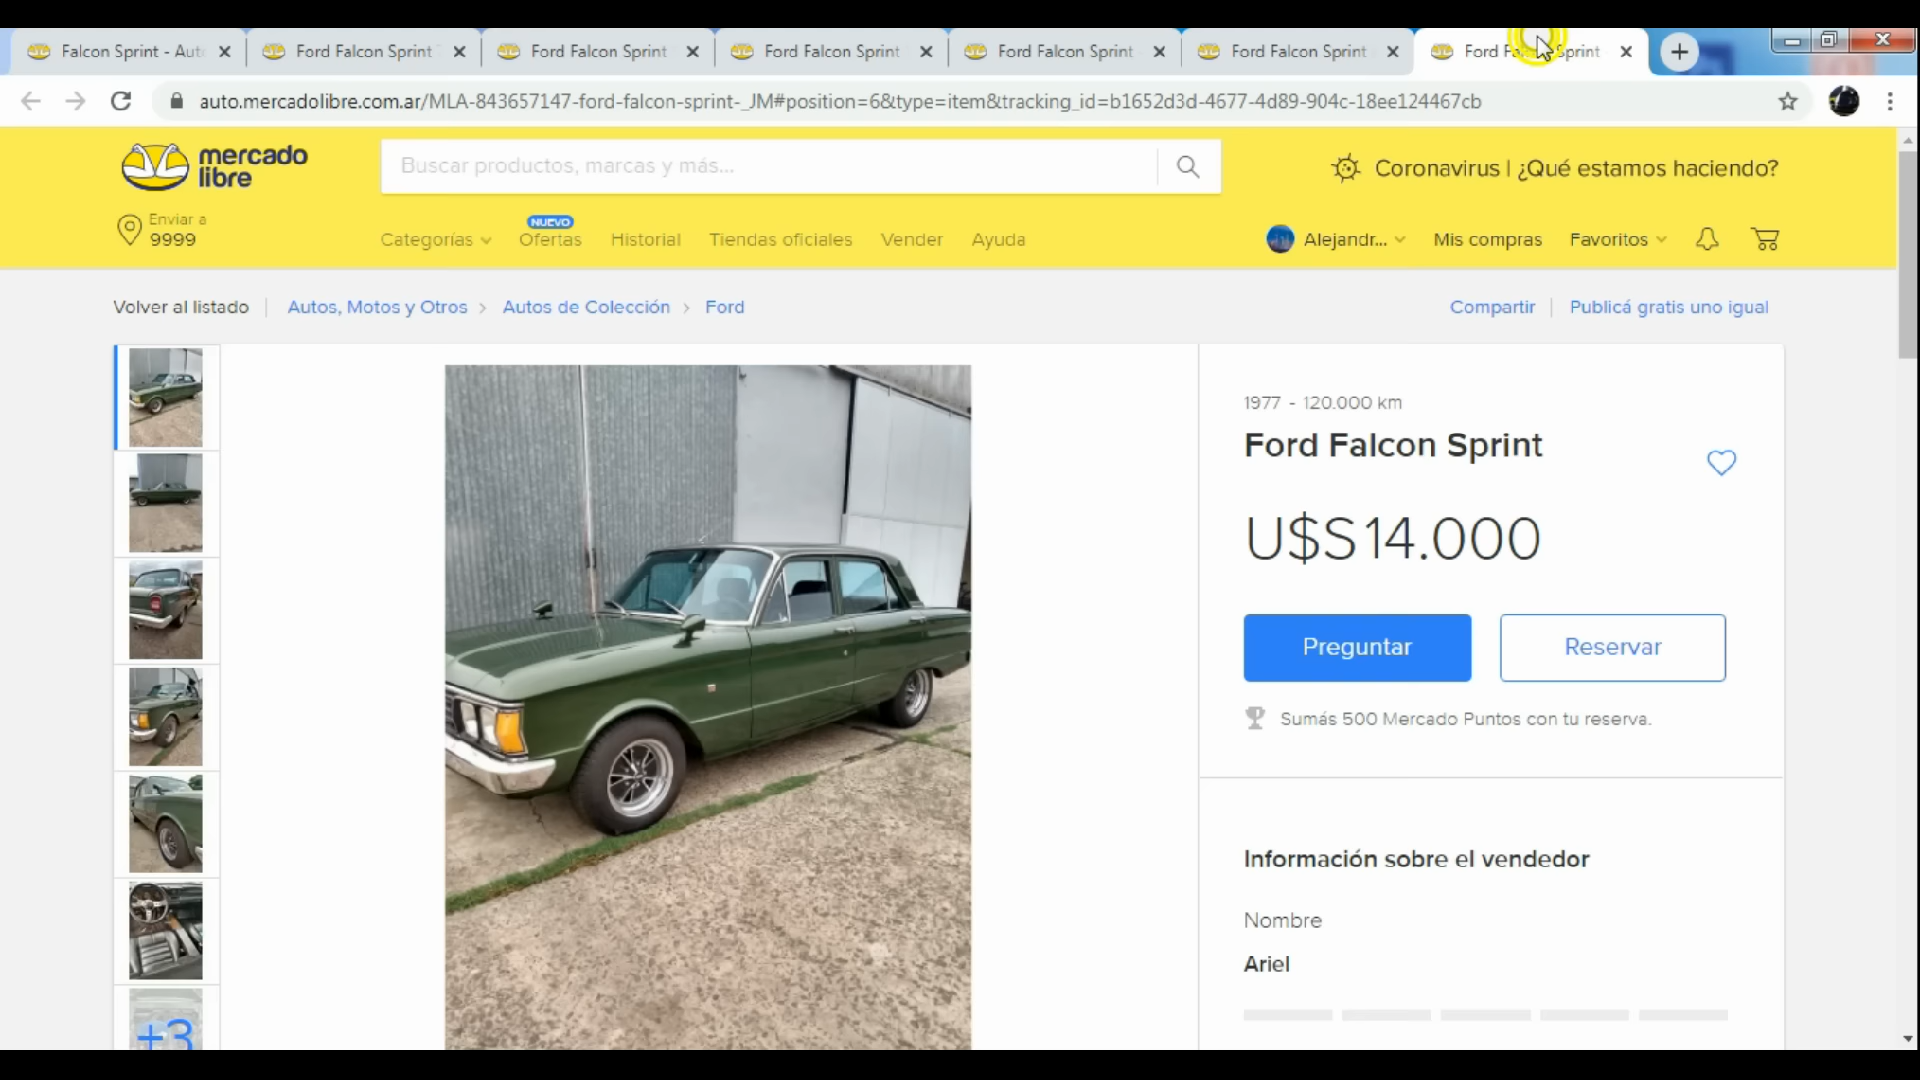 Falcon Sprint - Auto
Ford Falcon Sprint
Ford Falcon Sprint
Ford Falcon Sprint
Ford Falcon Sprint
Ford Falcon Sprint
auto.mercadolibre.com.ar/MLA-843657147-ford-falcon-sprint-_JM#position=6&type=item&tracking_id=b1652d3d-4677-4d89-904c-18ee124467cb
mercado
libre
Buscar productos, marcas y más...
Coronavirus | ¿Qué estamos haciendo?
Enviar a
9999
Categorías
NUEVO
Ofertas
Historial
Tiendas oficiales
Vender
Ayuda
Alejandr...
Mis compras
Favoritos
Volver al listado
Autos, Motos y Otros
Autos de Colección
Ford
Compartir
Publicá gratis uno igual
1977 - 120.000 km
Ford Falcon Sprint
U$S 14.000
Preguntar
Reservar
Sumás 500 Mercado Puntos con tu reserva.
Información sobre el vendedor
Nombre
Ariel
+3